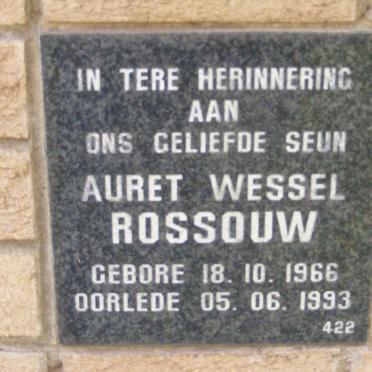 IN TERE HERINNERING
AAN
ONS GELIEFDE SEUN
AURET WESSEL
ROSSOUW
GEBORE 18. 10. 1966
OORLEDE 05. 06. 1993
422